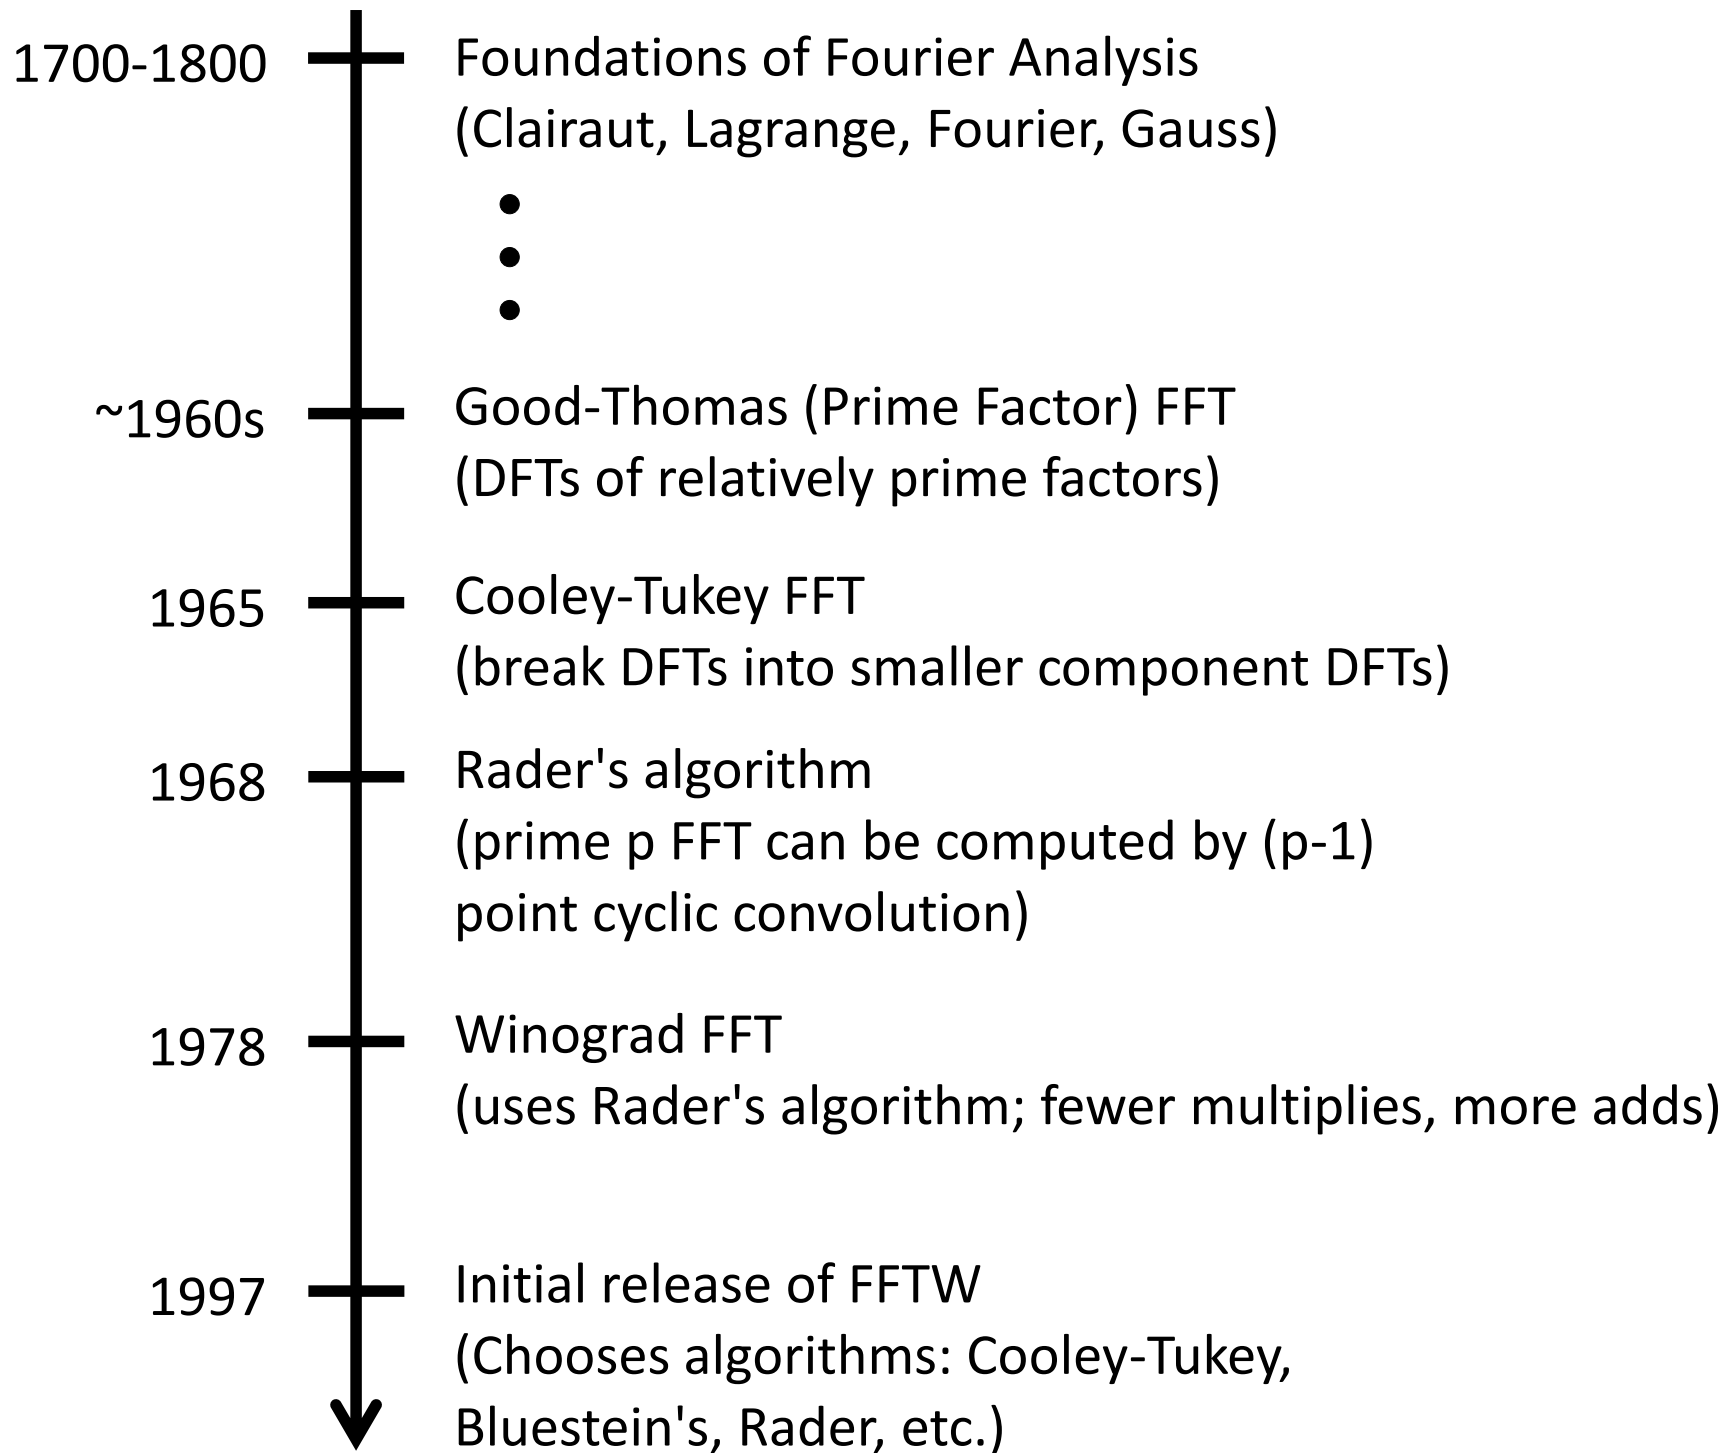 1700-1800
Foundations of Fourier Analysis
(Clairaut, Lagrange, Fourier, Gauss)
~1960s
Good-Thomas (Prime Factor) FFT
(DFTs of relatively prime factors)
1965
Cooley-Tukey FFT
(break DFTs into smaller component DFTs)
1968
Rader's algorithm
(prime p FFT can be computed by (p-1)
point cyclic convolution)
1978
Winograd FFT
(uses Rader's algorithm; fewer multiplies, more adds)
1997
Initial release of FFTW
(Chooses algorithms: Cooley-Tukey,
Bluestein's, Rader, etc.)